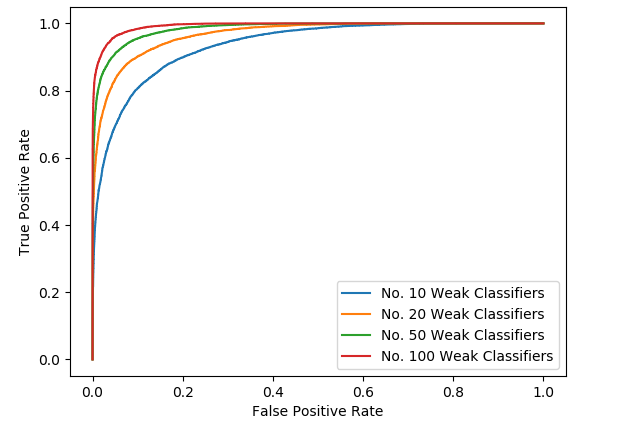 1.0
0.8
0.6
0.4
0.2
0.0
True Positive Rate
No. 10 Weak Classifiers
No. 20 Weak Classifiers
No. 50 Weak Classifiers
No. 100 Weak Classifiers
0.0 0.2 0.4 0.6 0.8 1.0
False Positive Rate